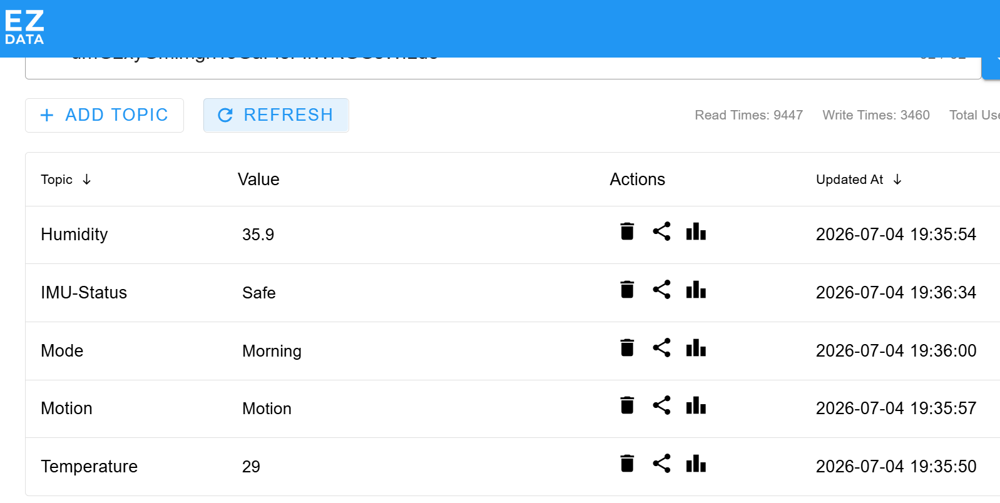 EZ
DATA
+ ADD TOPIC
REFRESH
Read Times: 9447
Write Times: 3460
Total
Topic ↓
Value
Actions
Updated At ↓
Humidity
35.9
2026-07-04 19:35:54
IMU-Status
Safe
2026-07-04 19:36:34
Mode
Morning
2026-07-04 19:36:00
Motion
Motion
2026-07-04 19:35:57
Temperature
29
2026-07-04 19:35:50